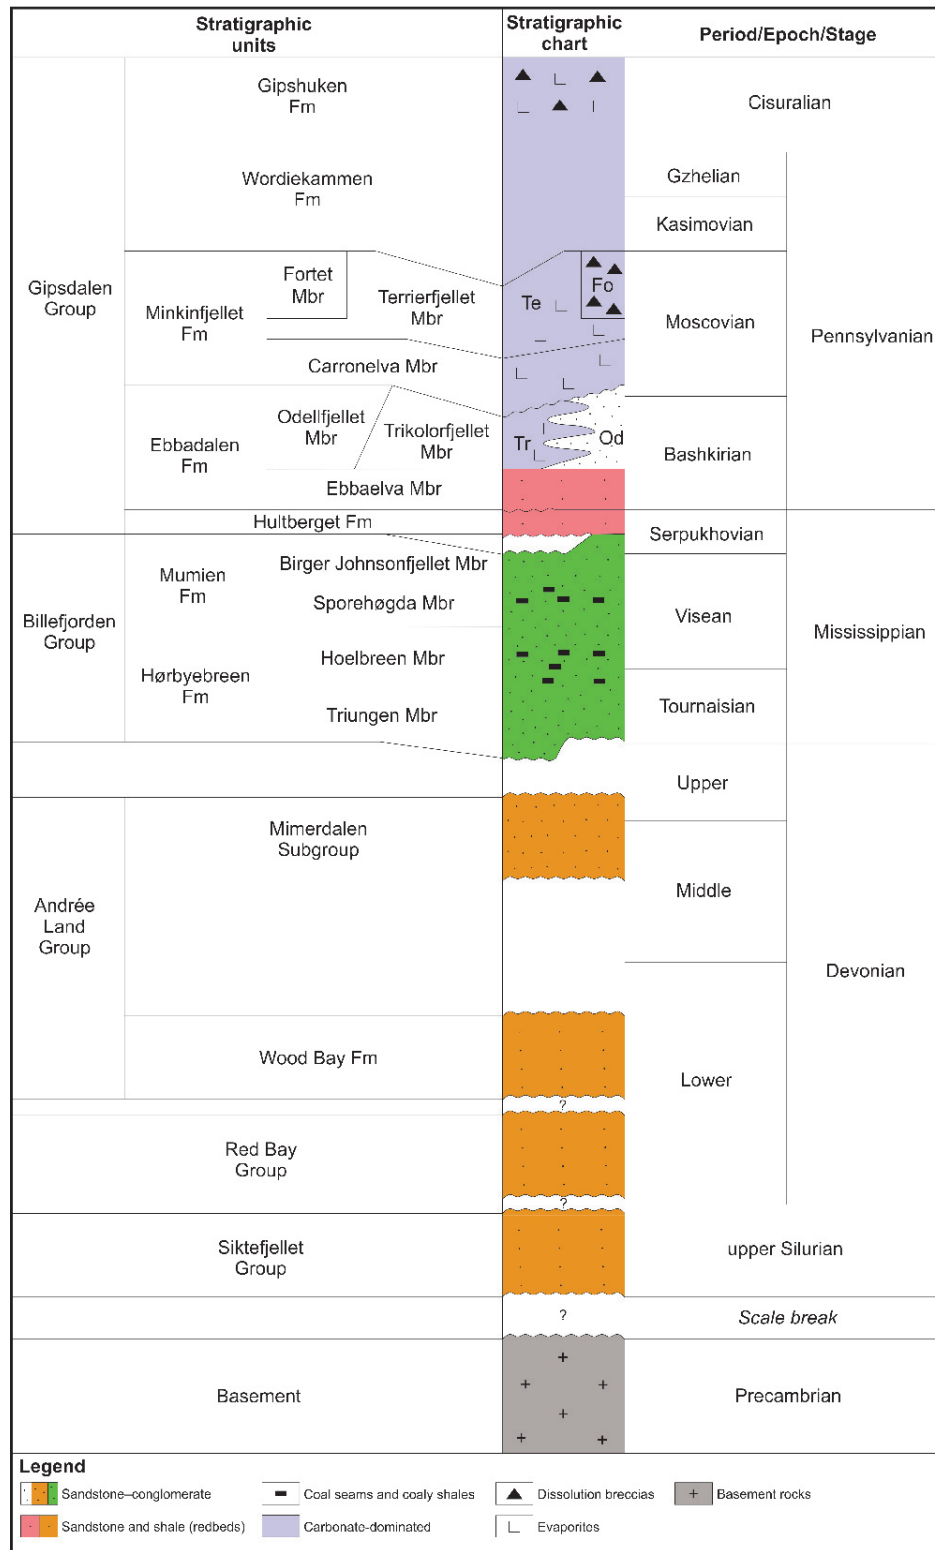 Stratigraphic
units
Stratigraphic
chart
Period/Epoch/Stage
Gipsdalen
Group
Gipshuken
Fm
Wordiekammen
Fm
Minkinfjellet
Fm
Fortet
Mbr
Terrierfjellet
Mbr
Carronelva Mbr
Ebbadalen
Fm
Odellfjellet
Mbr
Trikolorfjellet
Mbr
Ebbaelva Mbr
Hultberget Fm
Billefjorden
Group
Mumien
Fm
Birger Johnsonfjellet Mbr
Sporehøgda Mbr
Hørbyebreen
Fm
Hoelbreen Mbr
Triungen Mbr
Andrée
Land
Group
Mimerdalen
Subgroup
Wood Bay Fm
Red Bay
Group
Siktefjellet
Group
Basement
Fo
Te
Tr
Od
?
?
?
Cisuralian
Gzhelian
Kasimovian
Moscovian
Bashkirian
Pennsylvanian
Serpukhovian
Visean
Tournaisian
Mississippian
Upper
Middle
Lower
Devonian
upper Silurian
Scale break
Precambrian
Legend
Sandstone–conglomerate
Coal seams and coaly shales
Dissolution breccias
Basement rocks
Sandstone and shale (redbeds)
Carbonate-dominated
Evaporites